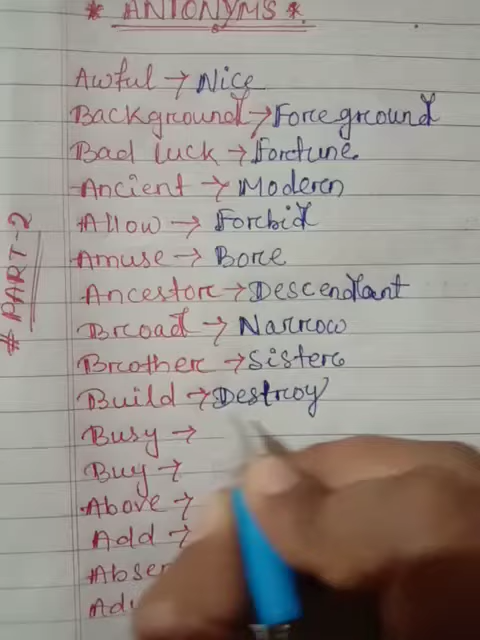 * ANTONYMS *
# PART-2
Awful → Nice
Background → Foreground
Bad luck → Fortune
Ancient → Modern
Allow → Forbid
Amuse → Bore
Ancestor → Descendant
Broad → Narrow
Brother → Sister
Build → Destroy
Busy →
Buy →
Above →
Add →